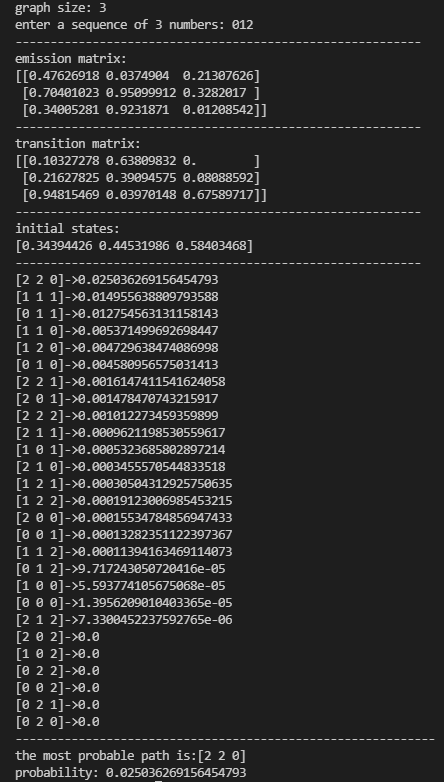 graph size: 3
enter a sequence of 3 numbers: 012
----------------------------------------------------------
emission matrix:
[[0.47626918 0.0374904  0.21307626]
 [0.70401023 0.95099912 0.3282017 ]
 [0.34005281 0.9231871  0.01208542]]
----------------------------------------------------------
transition matrix:
[[0.10327278 0.63809832 0.        ]
 [0.21627825 0.39094575 0.08088592]
 [0.94815469 0.03970148 0.67589717]]
----------------------------------------------------------
initial states:
[0.34394426 0.44531986 0.58403468]
----------------------------------------------------------
[2 2 0]->0.025036269156454793
[1 1 1]->0.014955638809793588
[0 1 1]->0.012754563131158143
[1 1 0]->0.005371499692698447
[1 2 0]->0.004729638474086998
[0 1 0]->0.004580956575031413
[2 2 1]->0.0016147411541624058
[2 0 1]->0.001478470743215917
[2 2 2]->0.001012273459359899
[2 1 1]->0.0009621198530559617
[1 0 1]->0.0005323685802897214
[2 1 0]->0.0003455570544833518
[1 2 1]->0.00030504312925750635
[1 2 2]->0.00019123006985453215
[2 0 0]->0.00015534784856947433
[0 0 1]->0.00013282351122397367
[1 1 2]->0.00011394163469114073
[0 1 2]->9.717243050720416e-05
[1 0 0]->5.593774105675068e-05
[0 0 0]->1.3956209010403365e-05
[2 1 2]->7.3300452237592765e-06
[2 0 2]->0.0
[1 0 2]->0.0
[0 2 2]->0.0
[0 0 2]->0.0
[0 2 1]->0.0
[0 2 0]->0.0
------------------------------------------------------------
the most probable path is:[2 2 0]
probability: 0.025036269156454793